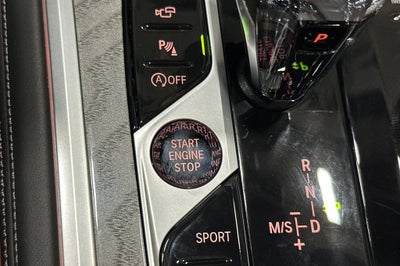 P
P
A OFF
START
ENGINE
STOP
R
N
D
M/S
+
SPORT